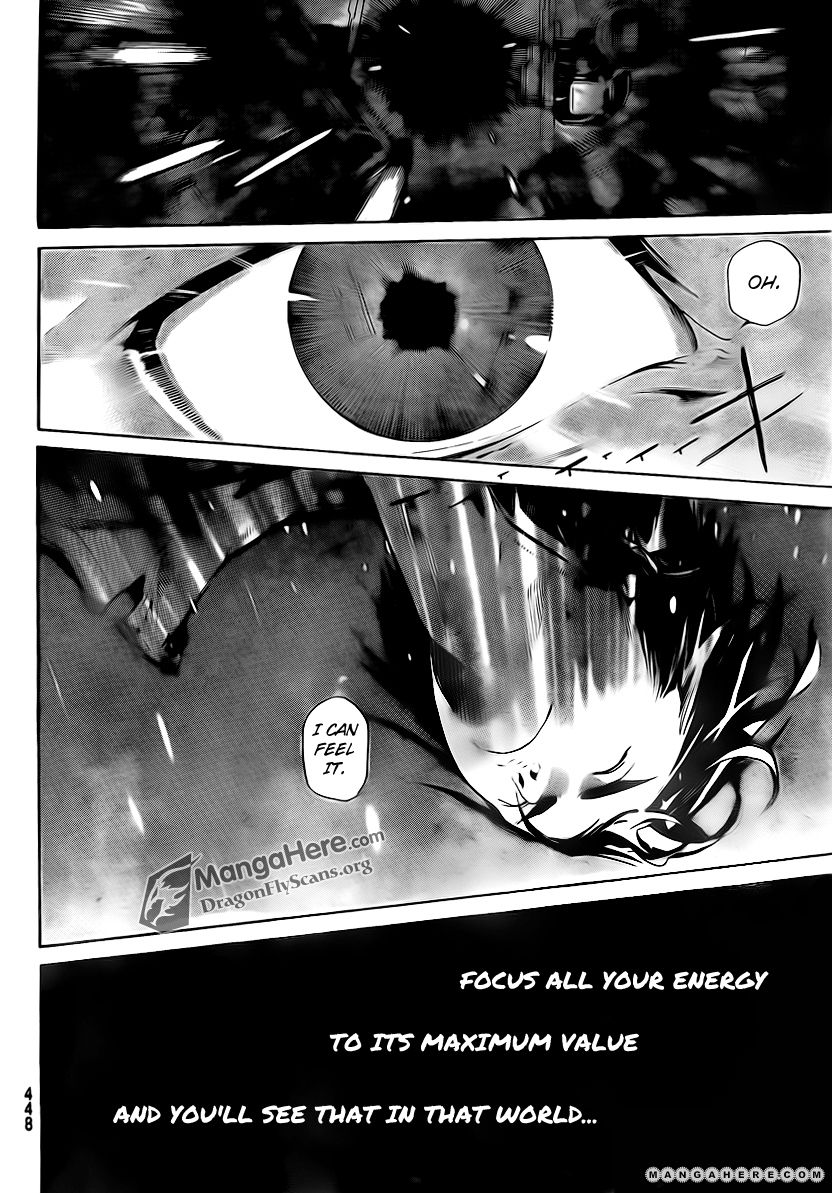 OH.
I CAN
FEEL
IT.
MangaHere.com
DragonFlyScans.org
FOCUS ALL YOUR ENERGY
TO ITS MAXIMUM VALUE
AND YOU'LL SEE THAT IN THAT WORLD...
448
MANGAHERE.COM